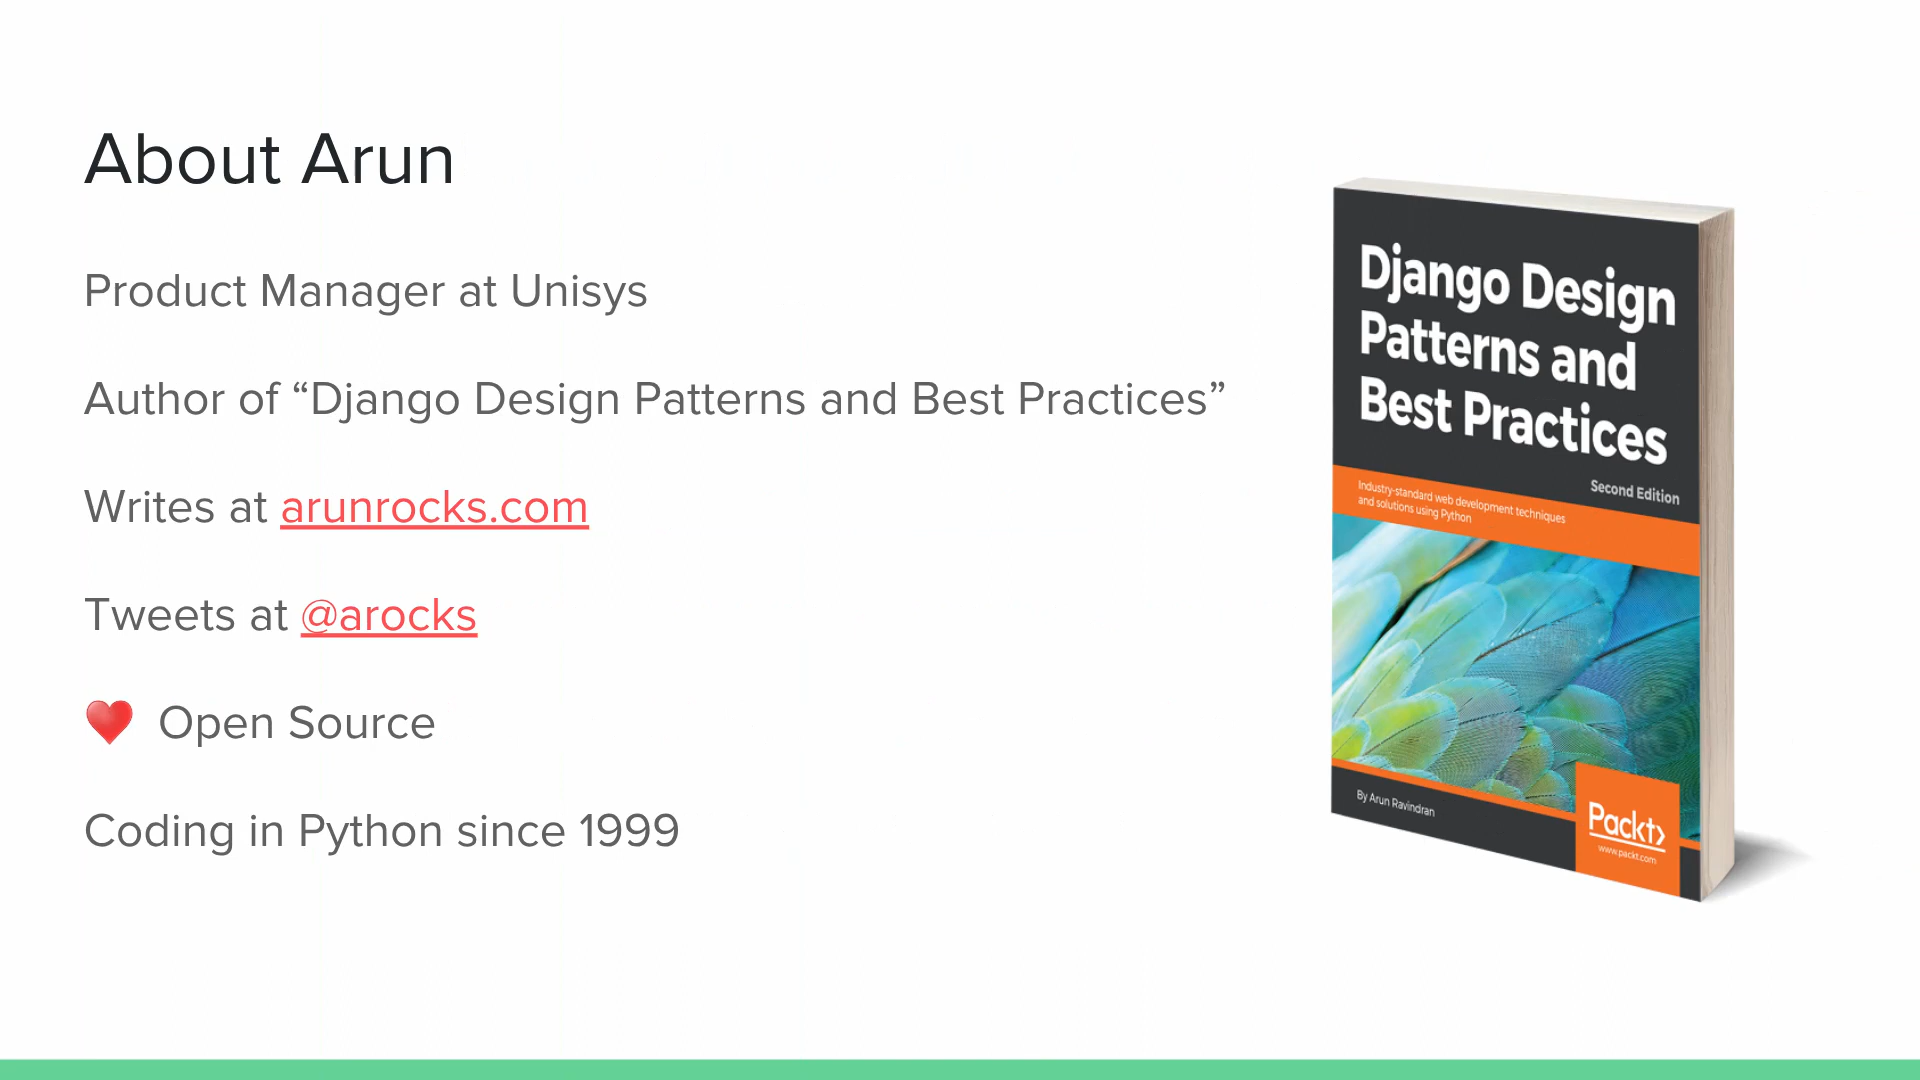 About Arun
Product Manager at Unisys
Author of “Django Design Patterns and Best Practices”
Writes at arunrocks.com
Tweets at @arocks
❤️ Open Source
Coding in Python since 1999
Django Design
Patterns and
Best Practices
Second Edition
Industry-standard web development techniques
and solutions using Python
By Arun Ravindran
Packt>
www.packt.com